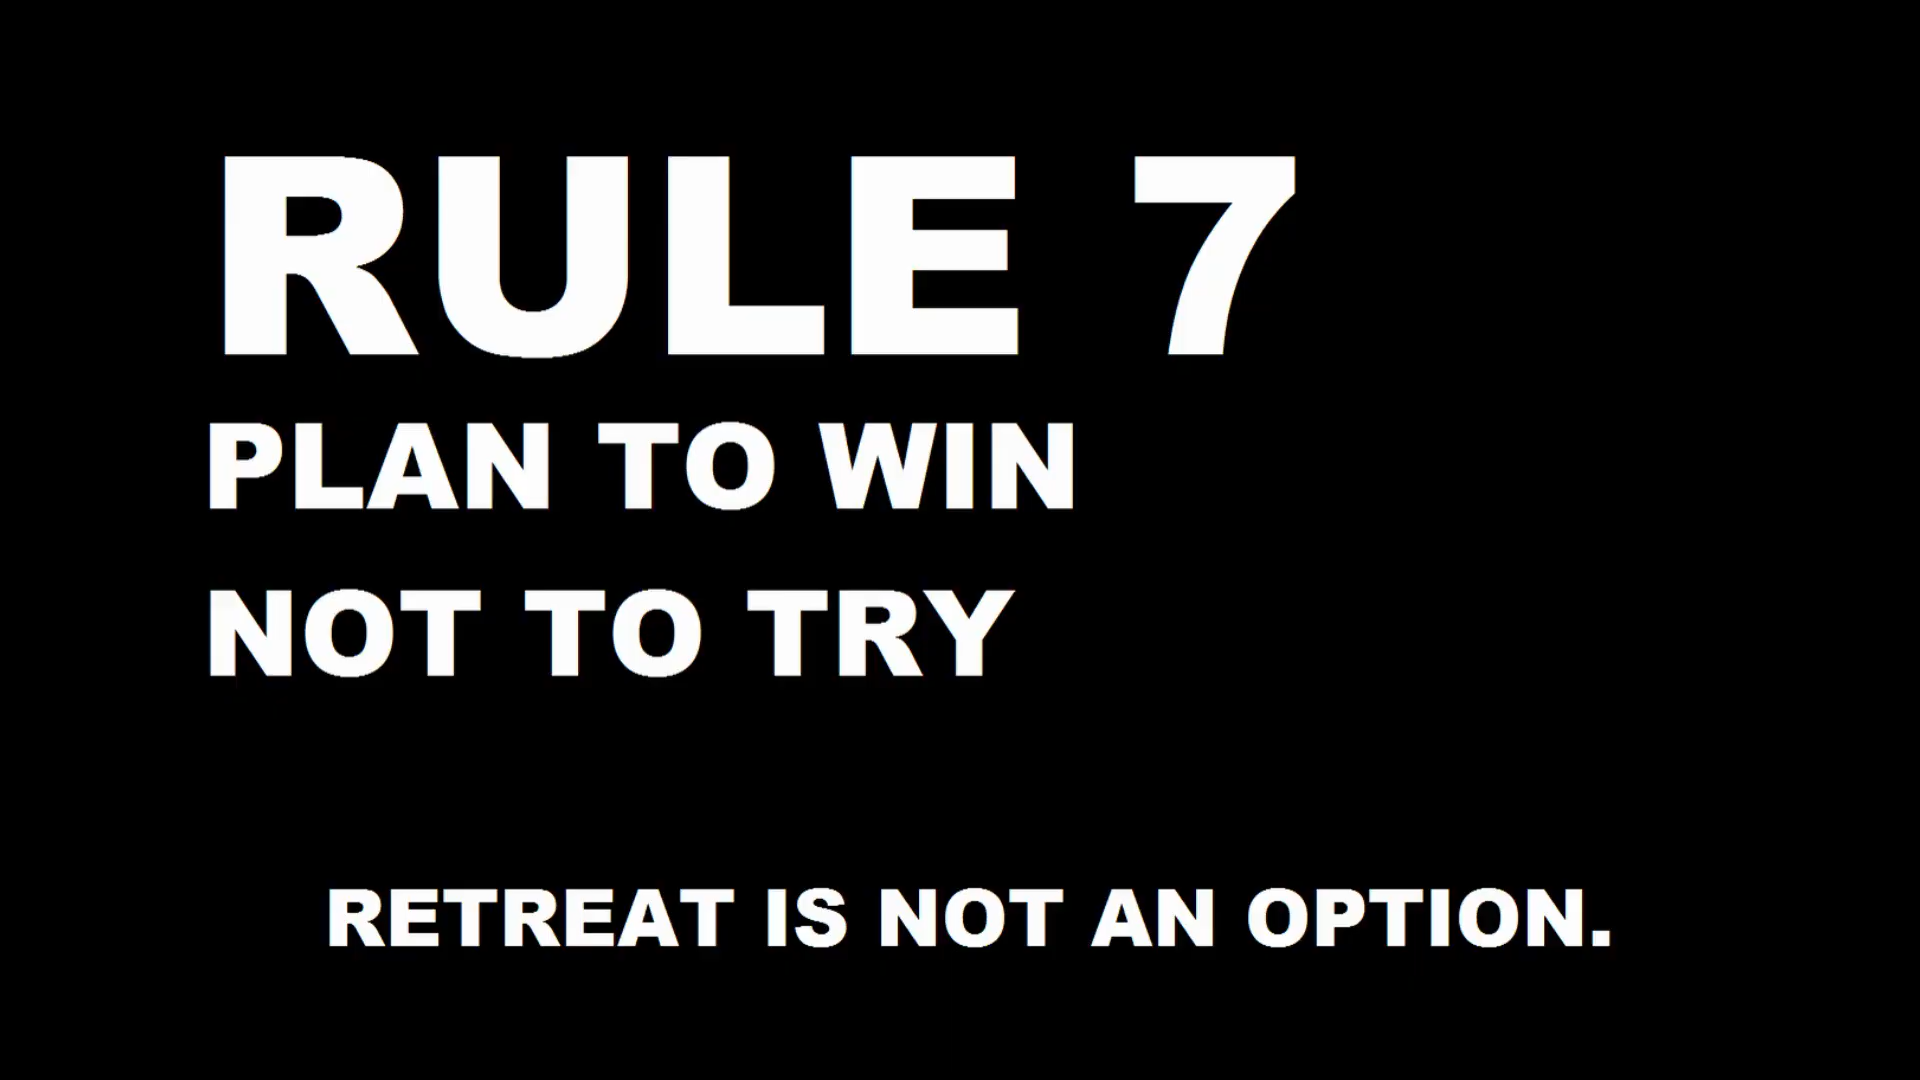 RULE 7
PLAN TO WIN
NOT TO TRY
RETREAT IS NOT AN OPTION.